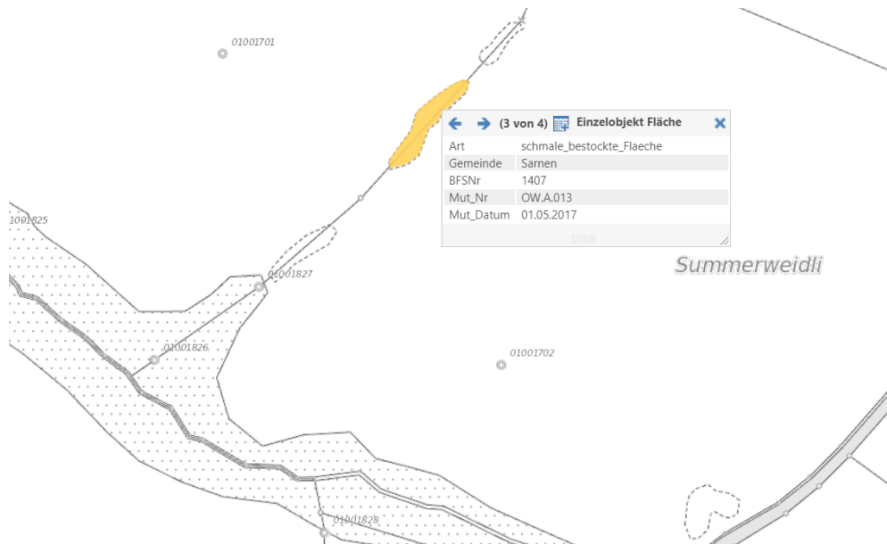 01001701
(3 von 4) Einzelobjekt Fläche
Art schmale_bestockte_Flaeche
Gemeinde Sarnen
BFSNr 1407
Mut_Nr OW.A.013
Mut_Datum 01.05.2017
1068
1001825
Summerweidli
01001827
01001826
01001702
01001828